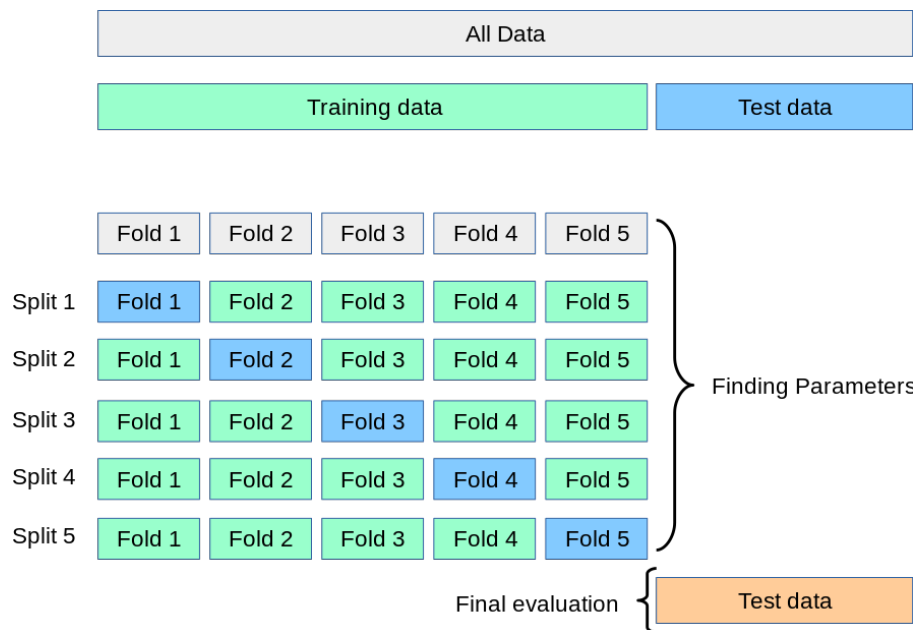 All Data
Training data Test data
Fold 1 Fold 2 Fold 3 Fold 4 Fold 5
Split 1 Fold 1 Fold 2 Fold 3 Fold 4 Fold 5
Split 2 Fold 1 Fold 2 Fold 3 Fold 4 Fold 5
Finding Parameters
Split 3 Fold 1 Fold 2 Fold 3 Fold 4 Fold 5
Split 4 Fold 1 Fold 2 Fold 3 Fold 4 Fold 5
Split 5 Fold 1 Fold 2 Fold 3 Fold 4 Fold 5
Final evaluation Test data